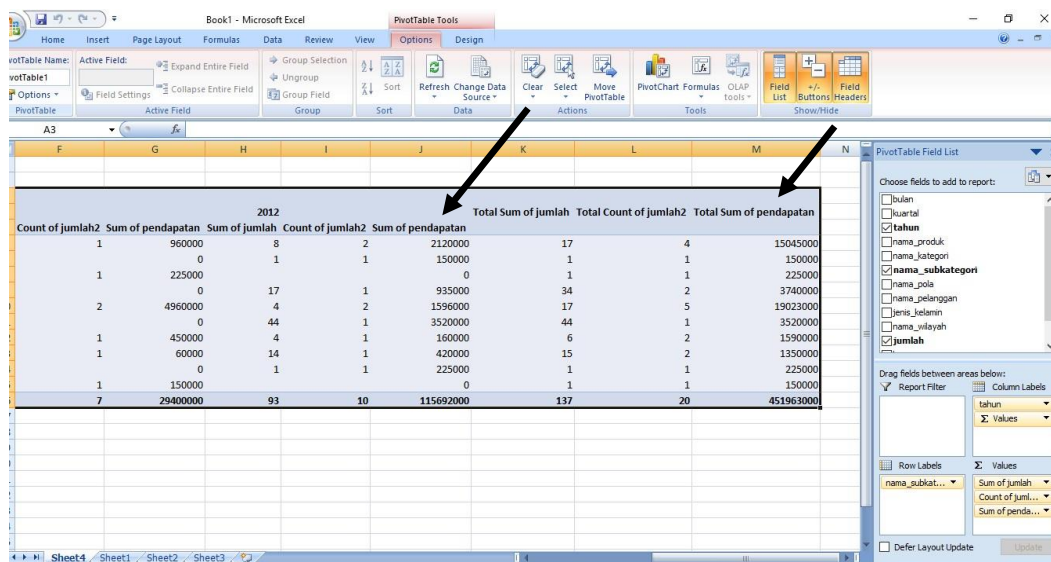 Book1 - Microsoft Excel PivotTable Tools
Home Insert Page Layout Formulas Data Review View Options Design
votTable Name: Active Field: Expand Entire Field Group Selection
votTable1 Collapse Entire Field Ungroup Sort Refresh Change Data Source Clear Select Move PivotTable PivotChart Formulas OLAP tools Field List +/- Buttons Field Headers
Options Field Settings Group Field
PivotTable Active Field Group Sort Data Actions Tools Show/Hide
A3 fx
F G H I J K L M N
2012 Total Sum of jumlah Total Count of jumlah2 Total Sum of pendapatan
Count of jumlah2 Sum of pendapatan Sum of jumlah Count of jumlah2 Sum of pendapatan
1 960000 8 2 2120000 17 4 15045000
0 1 1 150000 1 1 150000
1 225000 0 1 1 225000
0 17 1 935000 34 2 3740000
2 4960000 4 2 1596000 17 5 19023000
0 44 1 3520000 44 1 3520000
1 450000 4 1 160000 6 2 1590000
1 60000 14 1 420000 15 2 1350000
0 1 1 225000 1 1 225000
1 150000 0 1 1 150000
7 29400000 93 10 115692000 137 20 451963000
PivotTable Field List
Choose fields to add to report:
bulan
kuartal
tahun
nama_produk
nama_kategori
nama_subkategori
nama_pola
nama_pelanggan
jenis_kelamin
nama_wilayah
jumlah
Drag fields between areas below:
Report Filter Column Labels
tahun
Σ Values
Row Labels Σ Values
nama_subkat... Sum of jumlah
Count of juml...
Sum of penda...
Defer Layout Update Update
Sheet4 Sheet1 Sheet2 Sheet3